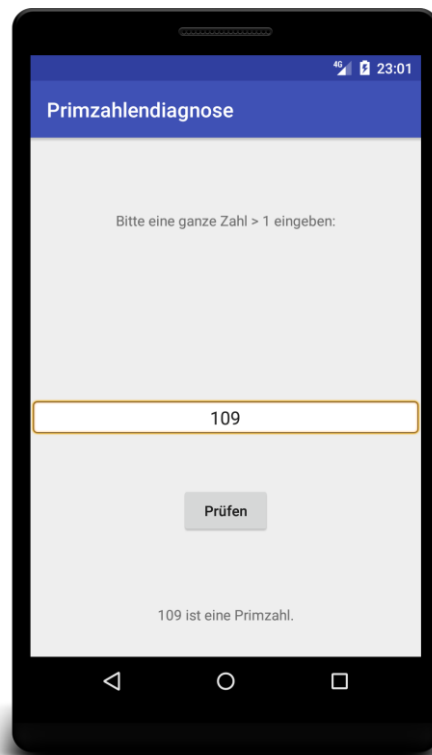 4G 23:01
Primzahlendiagnose
Bitte eine ganze Zahl > 1 eingeben:
109
Prüfen
109 ist eine Primzahl.